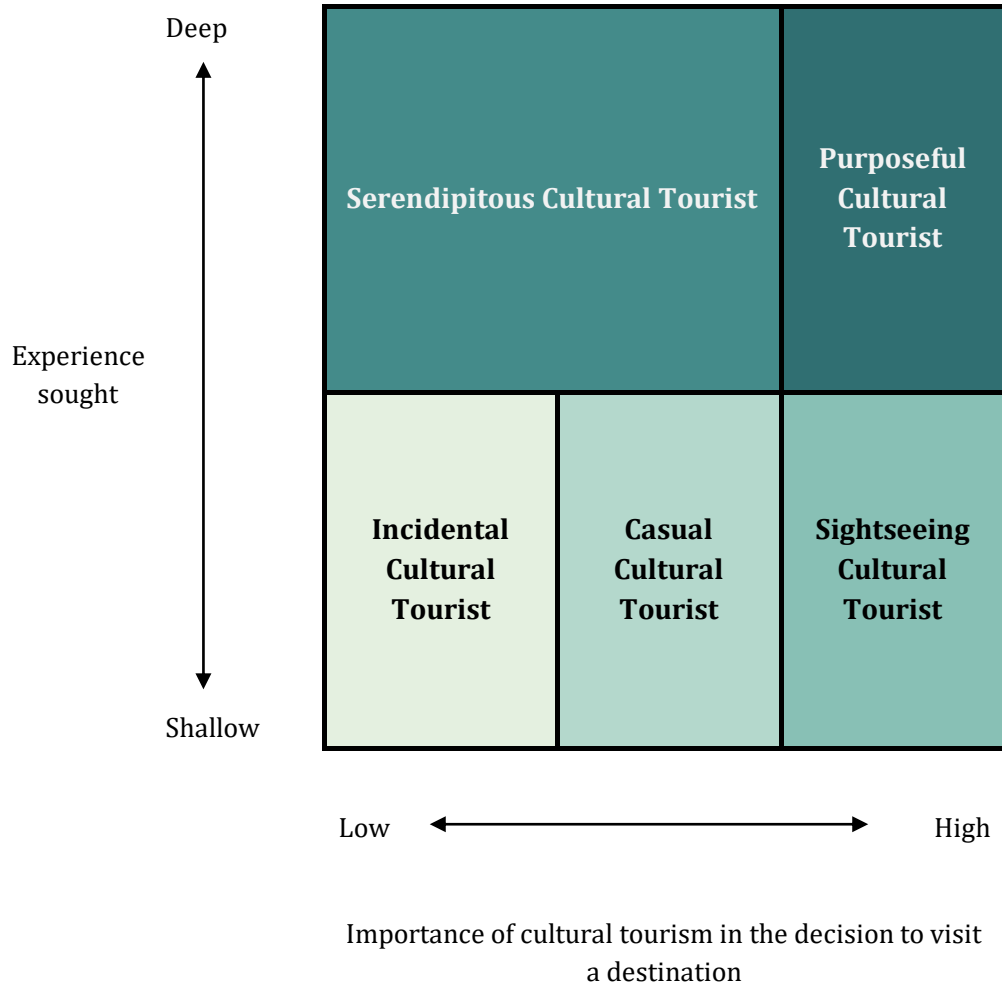 Deep
Serendipitous Cultural Tourist
Purposeful
Cultural
Tourist
Experience
sought
Incidental
Cultural
Tourist
Casual
Cultural
Tourist
Sightseeing
Cultural
Tourist
Shallow
Low
High
Importance of cultural tourism in the decision to visit
a destination